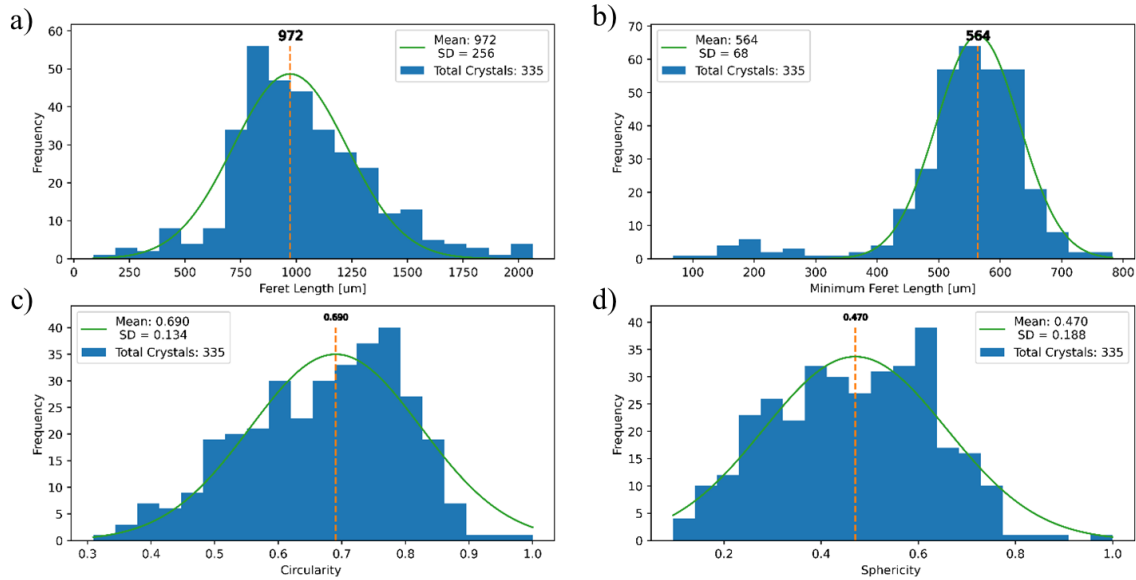 a)
972
Mean: 972
SD = 256
Total Crystals: 335
60
50
40
30
20
10
0
Frequency
0 250 500 750 1000 1250 1500 1750 2000
Feret Length [um]
b)
564
Mean: 564
SD = 68
Total Crystals: 335
70
60
50
40
30
20
10
0
Frequency
100 200 300 400 500 600 700 800
Minimum Feret Length [um]
c)
0.690
Mean: 0.690
SD = 0.134
Total Crystals: 335
40
35
30
25
20
15
10
5
0
Frequency
0.3 0.4 0.5 0.6 0.7 0.8 0.9 1.0
Circularity
d)
0.470
Mean: 0.470
SD = 0.188
Total Crystals: 335
40
35
30
25
20
15
10
5
0
Frequency
0.2 0.4 0.6 0.8 1.0
Sphericity